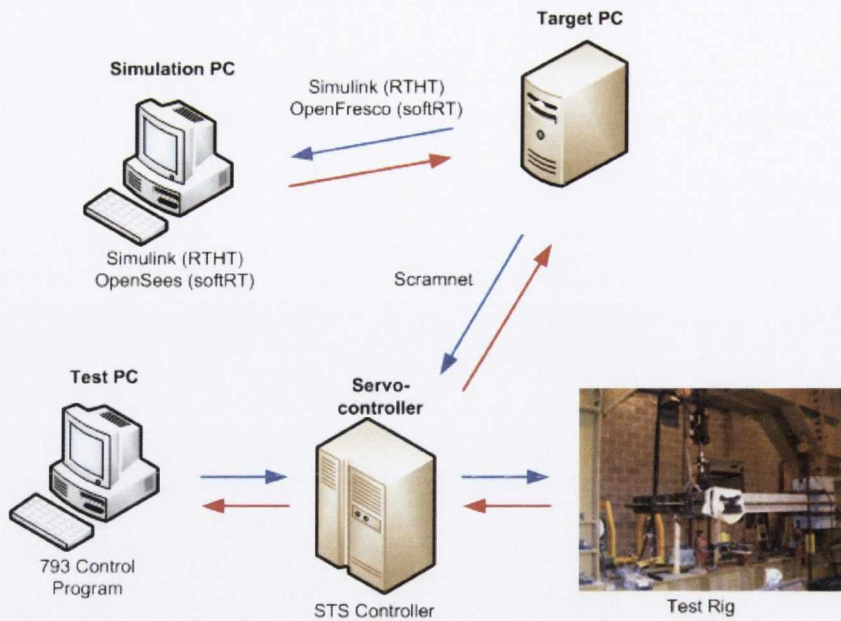 Target PC
Simulation PC
Simulink (RTHT)
OpenFresco (softRT)
Simulink (RTHT)
OpenSees (softRT)
Scramnet
Test PC
Servo-
controller
793 Control
Program
STS Controller
Test Rig